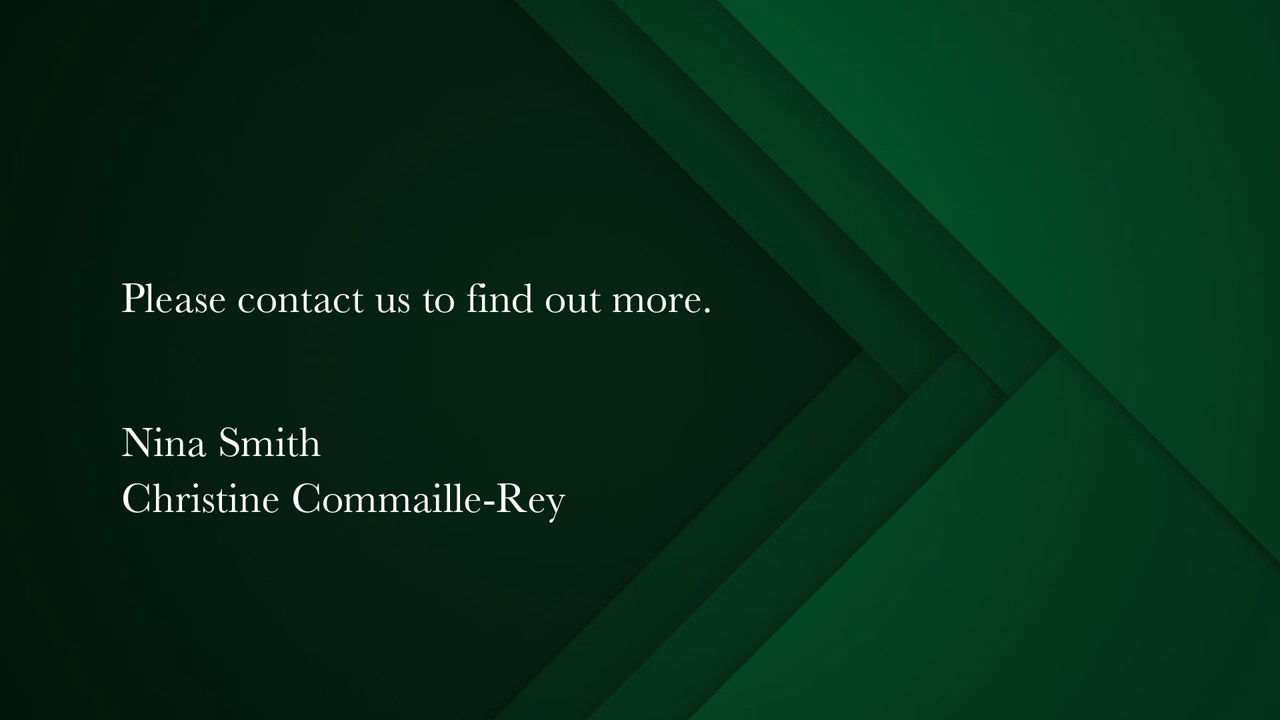 Please contact us to find out more.
Nina Smith
Christine Commaille-Rey